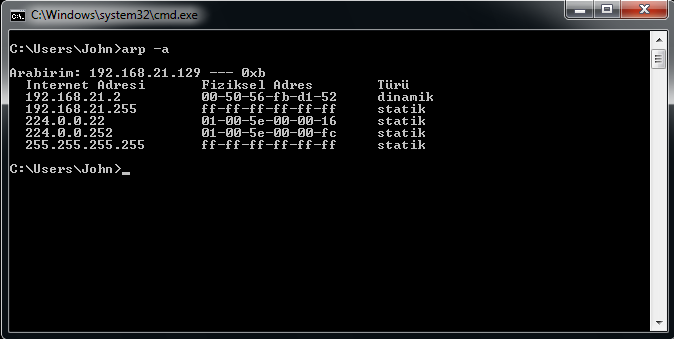 C:\Windows\system32\cmd.exe
C:\Users\John>arp -a
Arabirim: 192.168.21.129 --- 0xb
Internet Adresi Fiziksel Adres Türü
192.168.21.2 00-50-56-fb-d1-52 dinamik
192.168.21.255 ff-ff-ff-ff-ff-ff statik
224.0.0.22 01-00-5e-00-00-16 statik
224.0.0.252 01-00-5e-00-00-fc statik
255.255.255.255 ff-ff-ff-ff-ff-ff statik
C:\Users\John>_